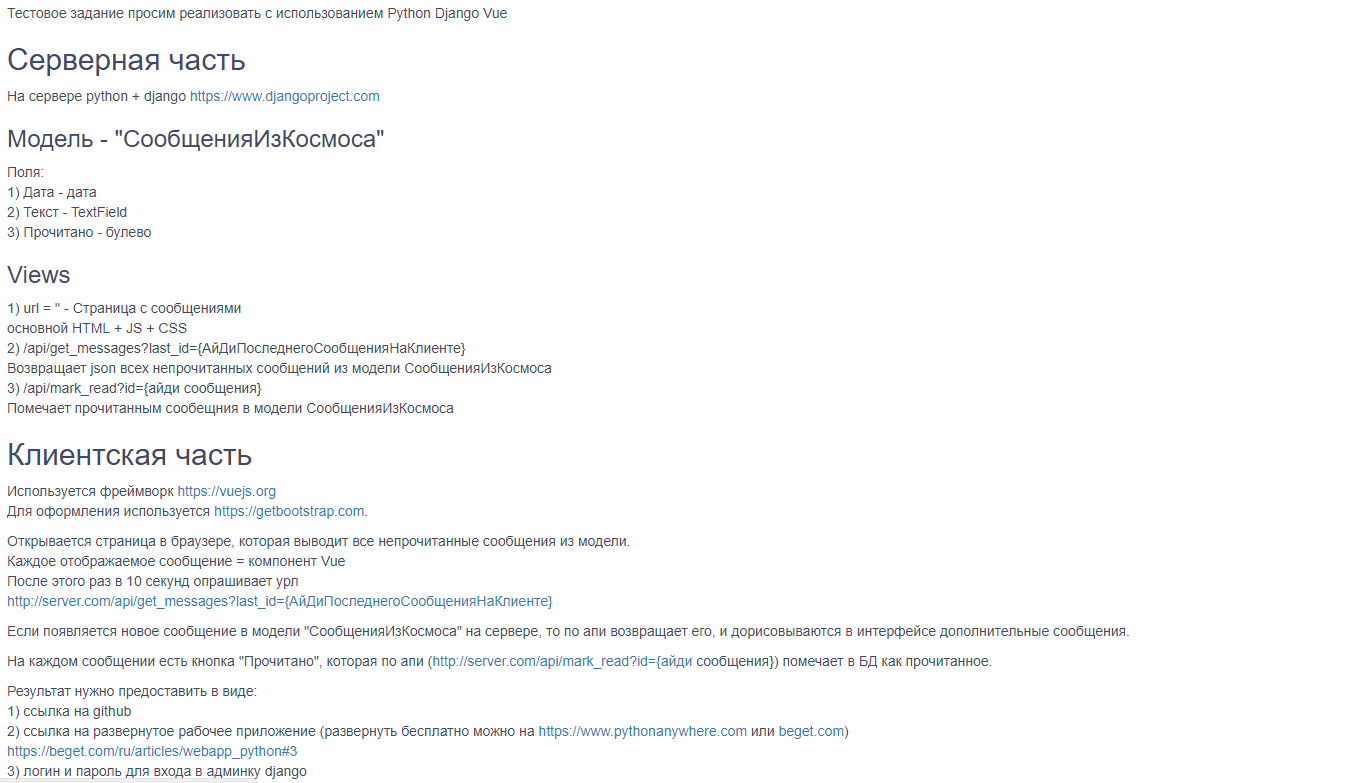 Тестовое задание просим реализовать с использованием Python Django Vue
Серверная часть
На сервере python + django https://www.djangoproject.com
Модель - "СообщенияИзКосмоса"
Поля:
1) Дата - дата
2) Текст - TextField
3) Прочитано - булево
Views
1) url = '' - Страница с сообщениями
основной HTML + JS + CSS
2) /api/get_messages?last_id={АйДиПоследнегоСообщенияНаКлиенте}
Возвращает json всех непрочитанных сообщений из модели СообщенияИзКосмоса
3) /api/mark_read?id={айди сообщения}
Помечает прочитанным сообещния в модели СообщенияИзКосмоса
Клиентская часть
Используется фреймворк https://vuejs.org
Для оформления используется https://getbootstrap.com.
Открывается страница в браузере, которая выводит все непрочитанные сообщения из модели.
Каждое отображаемое сообщение = компонент Vue
После этого раз в 10 секунд опрашивает урл
http://server.com/api/get_messages?last_id={АйДиПоследнегоСообщенияНаКлиенте}
Если появляется новое сообщение в модели "СообщенияИзКосмоса" на сервере, то по апи возвращает его, и дорисовываются в интерфейсе дополнительные сообщения.
На каждом сообщении есть кнопка "Прочитано", которая по апи (http://server.com/api/mark_read?id={айди сообщения}) помечает в БД как прочитанное.
Результат нужно предоставить в виде:
1) ссылка на github
2) ссылка на развернутое рабочее приложение (развернуть бесплатно можно на https://www.pythonanywhere.com или beget.com)
https://beget.com/ru/articles/webapp_python#3
3) логин и пароль для входа в админку django